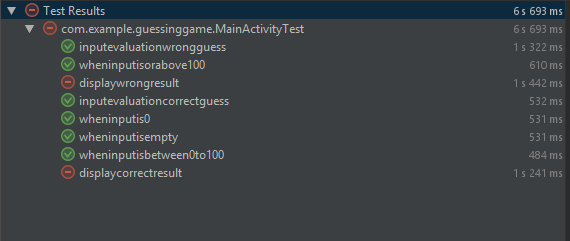 Test Results 6 s 693 ms
com.example.guessinggame.MainActivityTest 6 s 693 ms
inputevaluationwrongguess 1 s 322 ms
wheninputisorabove100 610 ms
displaywrongresult 1 s 442 ms
inputevaluationcorrectguess 532 ms
wheninputis0 531 ms
wheninputisempty 531 ms
wheninputisbetween0to100 484 ms
displaycorrectresult 1 s 241 ms